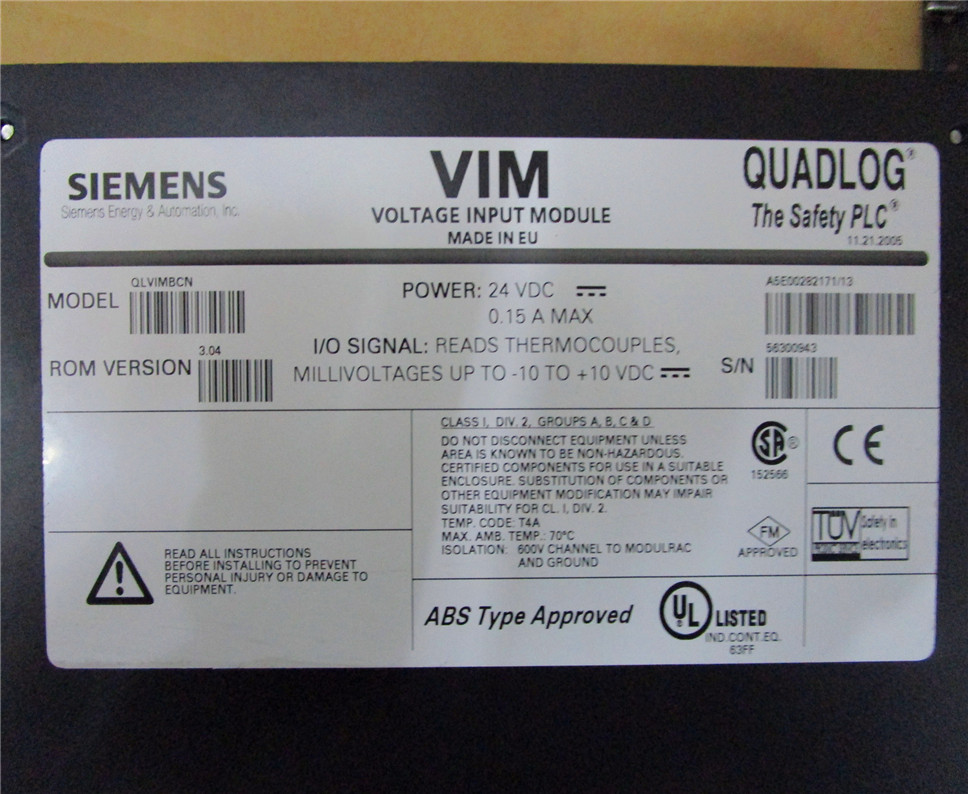 SIEMENS
Siemens Energy & Automation, Inc.
VIM
VOLTAGE INPUT MODULE
MADE IN EU
QUADLOG®
The Safety PLC®
11.21.2005
MODEL
QLVIMBCN
ROM VERSION
3.04
POWER: 24 VDC
0.15 A MAX
I/O SIGNAL: READS THERMOCOUPLES,
MILLIVOLTAGES UP TO -10 TO +10 VDC
A5E00282171/13
S/N
56300943
CLASS I, DIV. 2, GROUPS A, B, C & D
DO NOT DISCONNECT EQUIPMENT UNLESS
AREA IS KNOWN TO BE NON-HAZARDOUS.
CERTIFIED COMPONENTS FOR USE IN A SUITABLE
ENCLOSURE. SUBSTITUTION OF COMPONENTS OR
OTHER EQUIPMENT MODIFICATION MAY IMPAIR
SUITABILITY FOR CL. I, DIV. 2.
TEMP. CODE: T4A
MAX. AMB. TEMP.: 70°C
ISOLATION: 600V CHANNEL TO MODULRAC
AND GROUND
SA®
152566
CE
FM
APPROVED
TÜV
Safety in
electronics
READ ALL INSTRUCTIONS
BEFORE INSTALLING TO PREVENT
PERSONAL INJURY OR DAMAGE TO
EQUIPMENT.
ABS Type Approved
UL LISTED
IND.CONT.EQ.
63FF